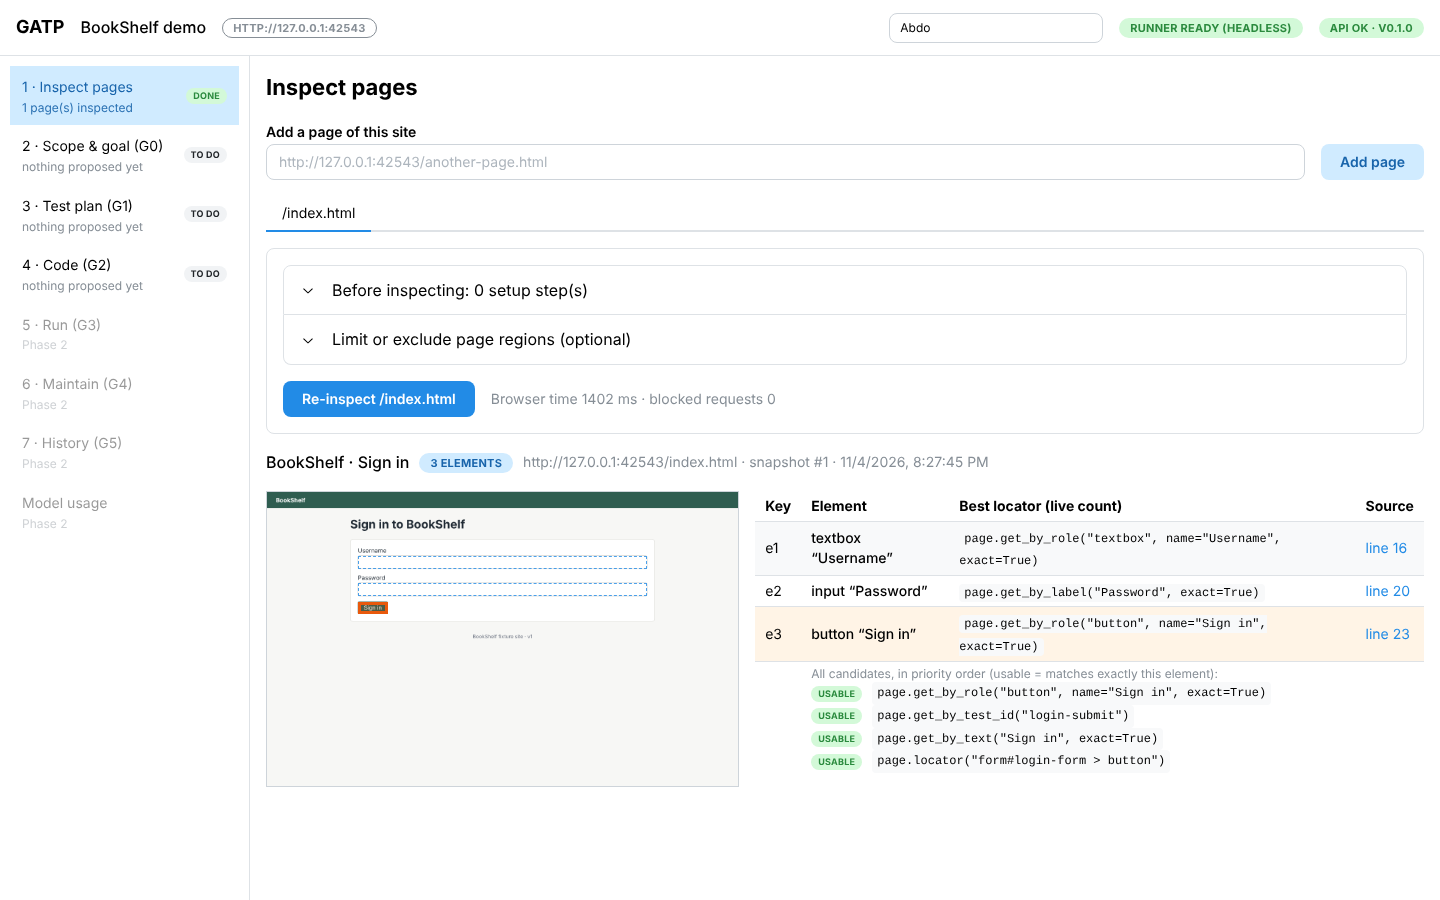 GATP BookShelf demo HTTP://127.0.0.1:42543 Abdo RUNNER READY (HEADLESS) API OK · V0.1.0
1 · Inspect pages
1 page(s) inspected
DONE
2 · Scope & goal (G0)
nothing proposed yet
TO DO
3 · Test plan (G1)
nothing proposed yet
TO DO
4 · Code (G2)
nothing proposed yet
TO DO
5 · Run (G3)
Phase 2
6 · Maintain (G4)
Phase 2
7 · History (G5)
Phase 2
Model usage
Phase 2
Inspect pages
Add a page of this site
http://127.0.0.1:42543/another-page.html Add page
/index.html
Before inspecting: 0 setup step(s)
Limit or exclude page regions (optional)
Re-inspect /index.html Browser time 1402 ms · blocked requests 0
BookShelf · Sign in 3 ELEMENTS http://127.0.0.1:42543/index.html · snapshot #1 · 11/4/2026, 8:27:45 PM
BookShelf
Sign in to BookShelf
Username
Password
Sign in
BookShelf fixture site · v1
Key Element Best locator (live count) Source
e1 textbox “Username” page.get_by_role("textbox", name="Username", exact=True) line 16
e2 input “Password” page.get_by_label("Password", exact=True) line 20
e3 button “Sign in” page.get_by_role("button", name="Sign in", exact=True) line 23
All candidates, in priority order (usable = matches exactly this element):
USABLE page.get_by_role("button", name="Sign in", exact=True)
USABLE page.get_by_test_id("login-submit")
USABLE page.get_by_text("Sign in", exact=True)
USABLE page.locator("form#login-form > button")